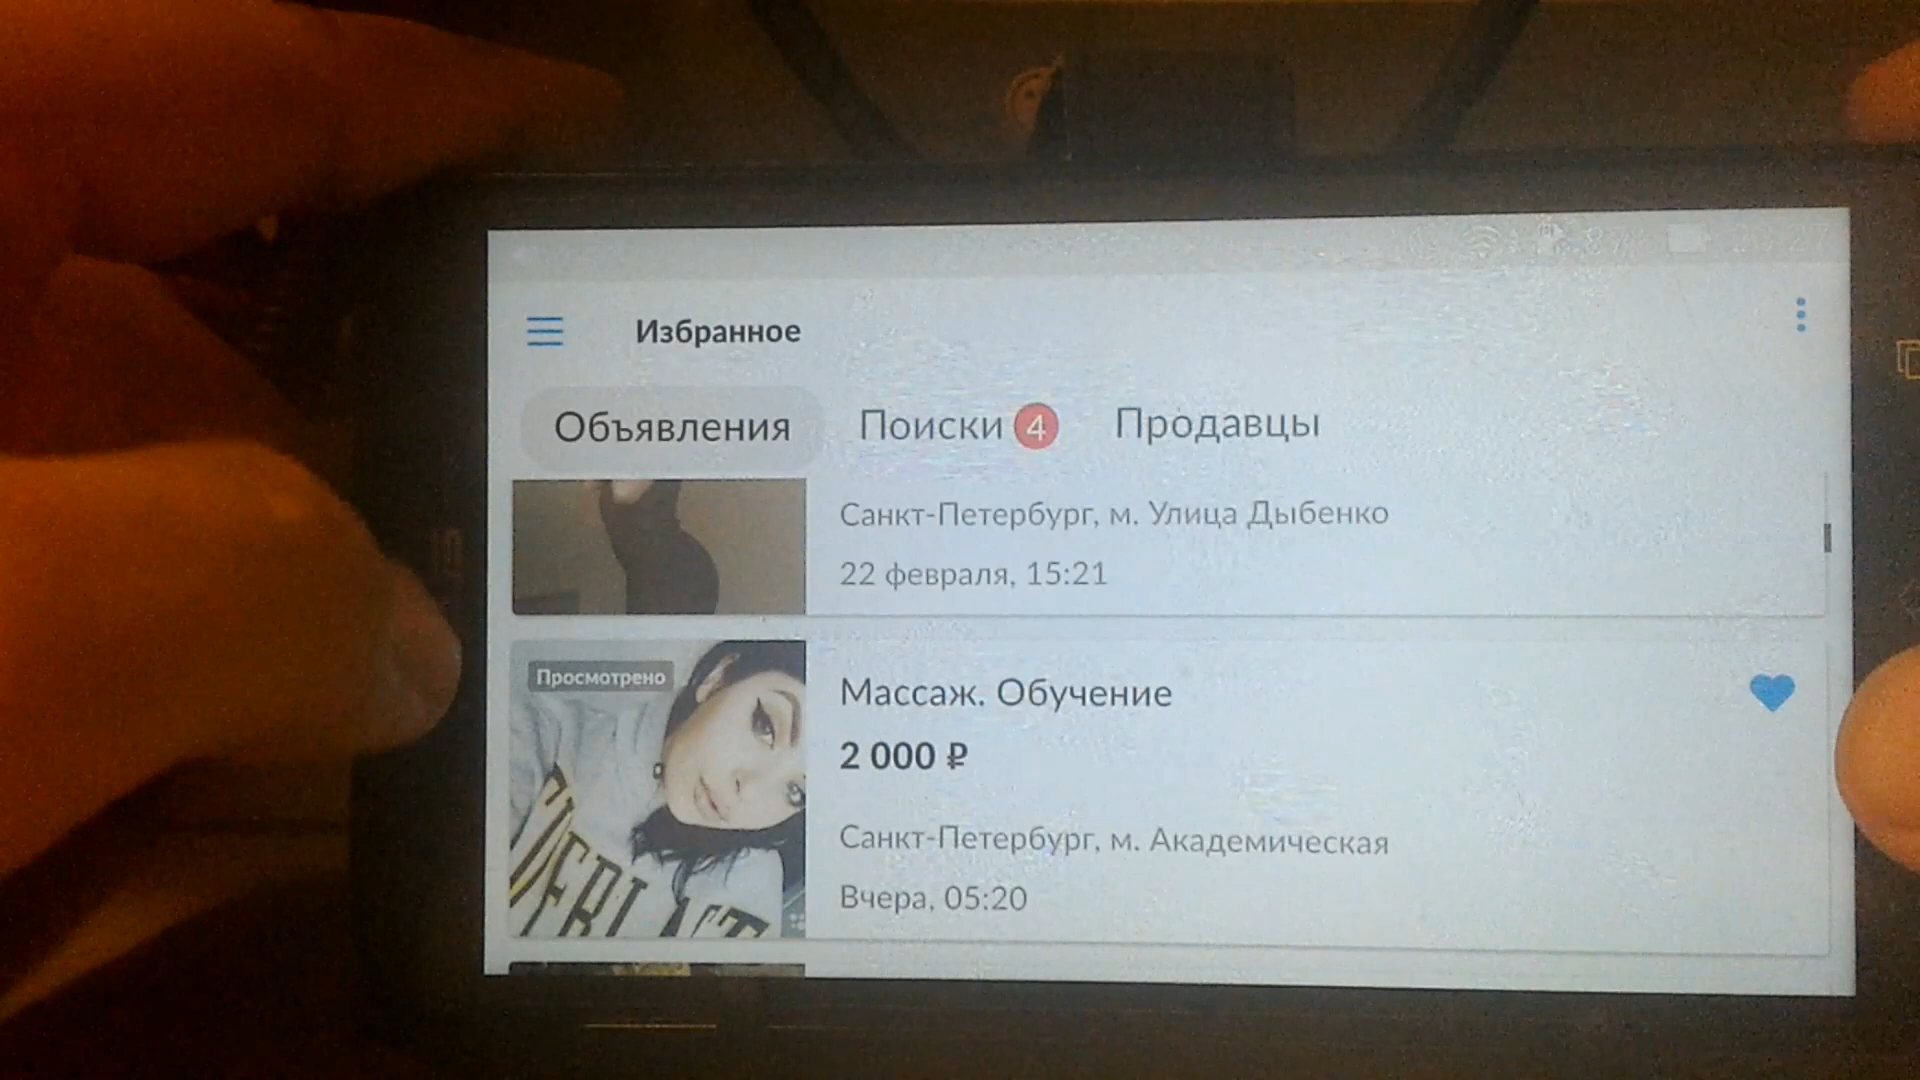 Избранное
Объявления Поиски 4 Продавцы
Санкт-Петербург, м. Улица Дыбенко
22 февраля, 15:21
Просмотрено
Массаж. Обучение
2 000 ₽
Санкт-Петербург, м. Академическая
Вчера, 05:20